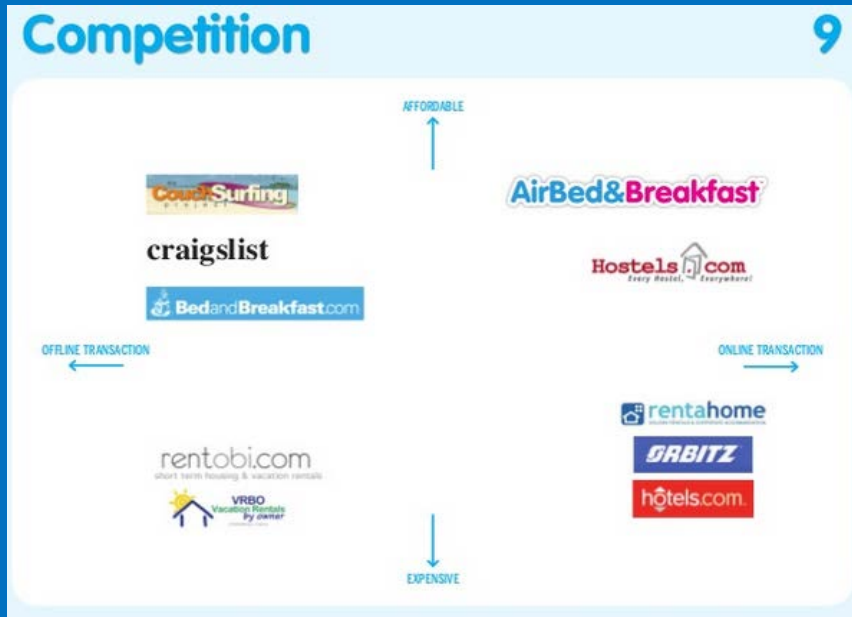 Competition 9
AFFORDABLE
CouchSurfing
project
AirBed&Breakfast
craigslist
Hostels.com
Every Hostel, Everywhere!
BedandBreakfast.com
OFFLINE TRANSACTION
ONLINE TRANSACTION
rentahome
ORBITZ
rentobi.com
short term housing & vacation rentals
hotels.com.
VRBO
Vacation Rentals
by owner
EXPENSIVE